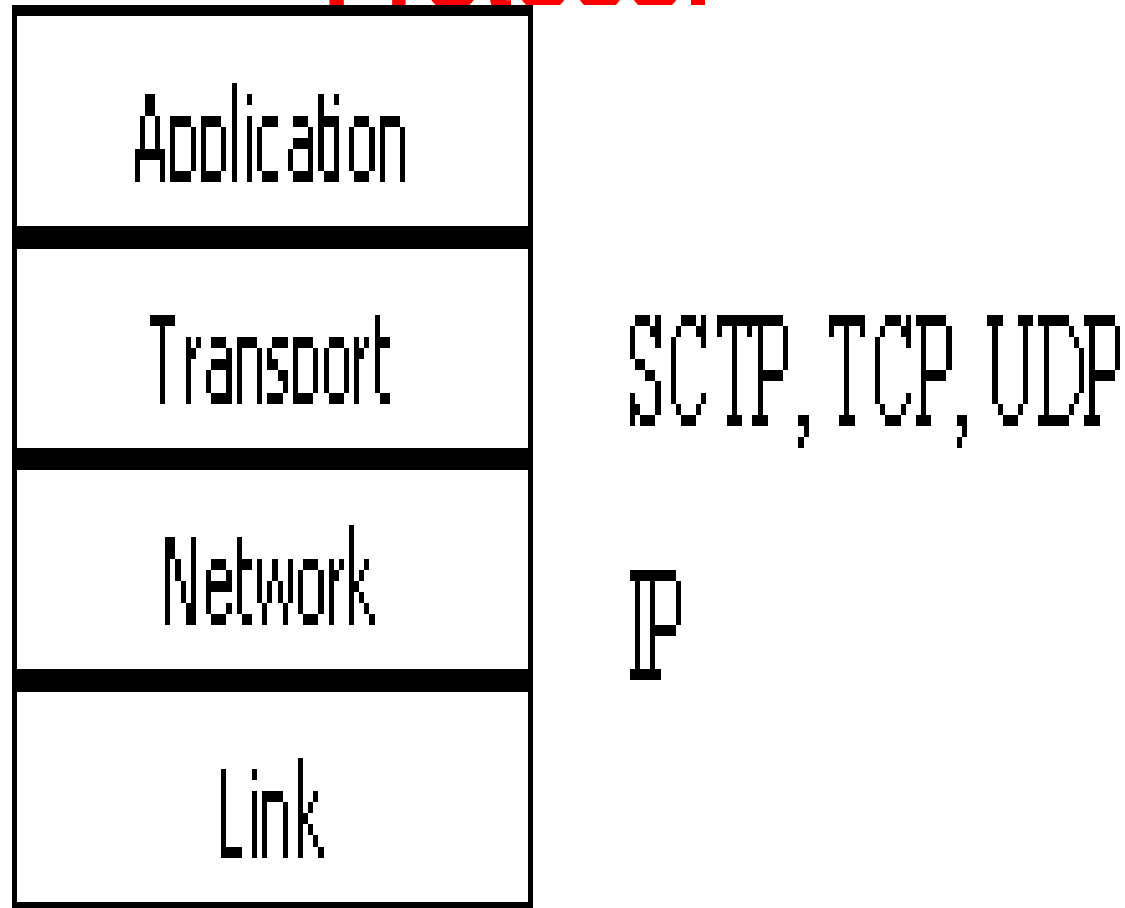 Application
Transport SCTP, TCP, UDP
Network IP
Link